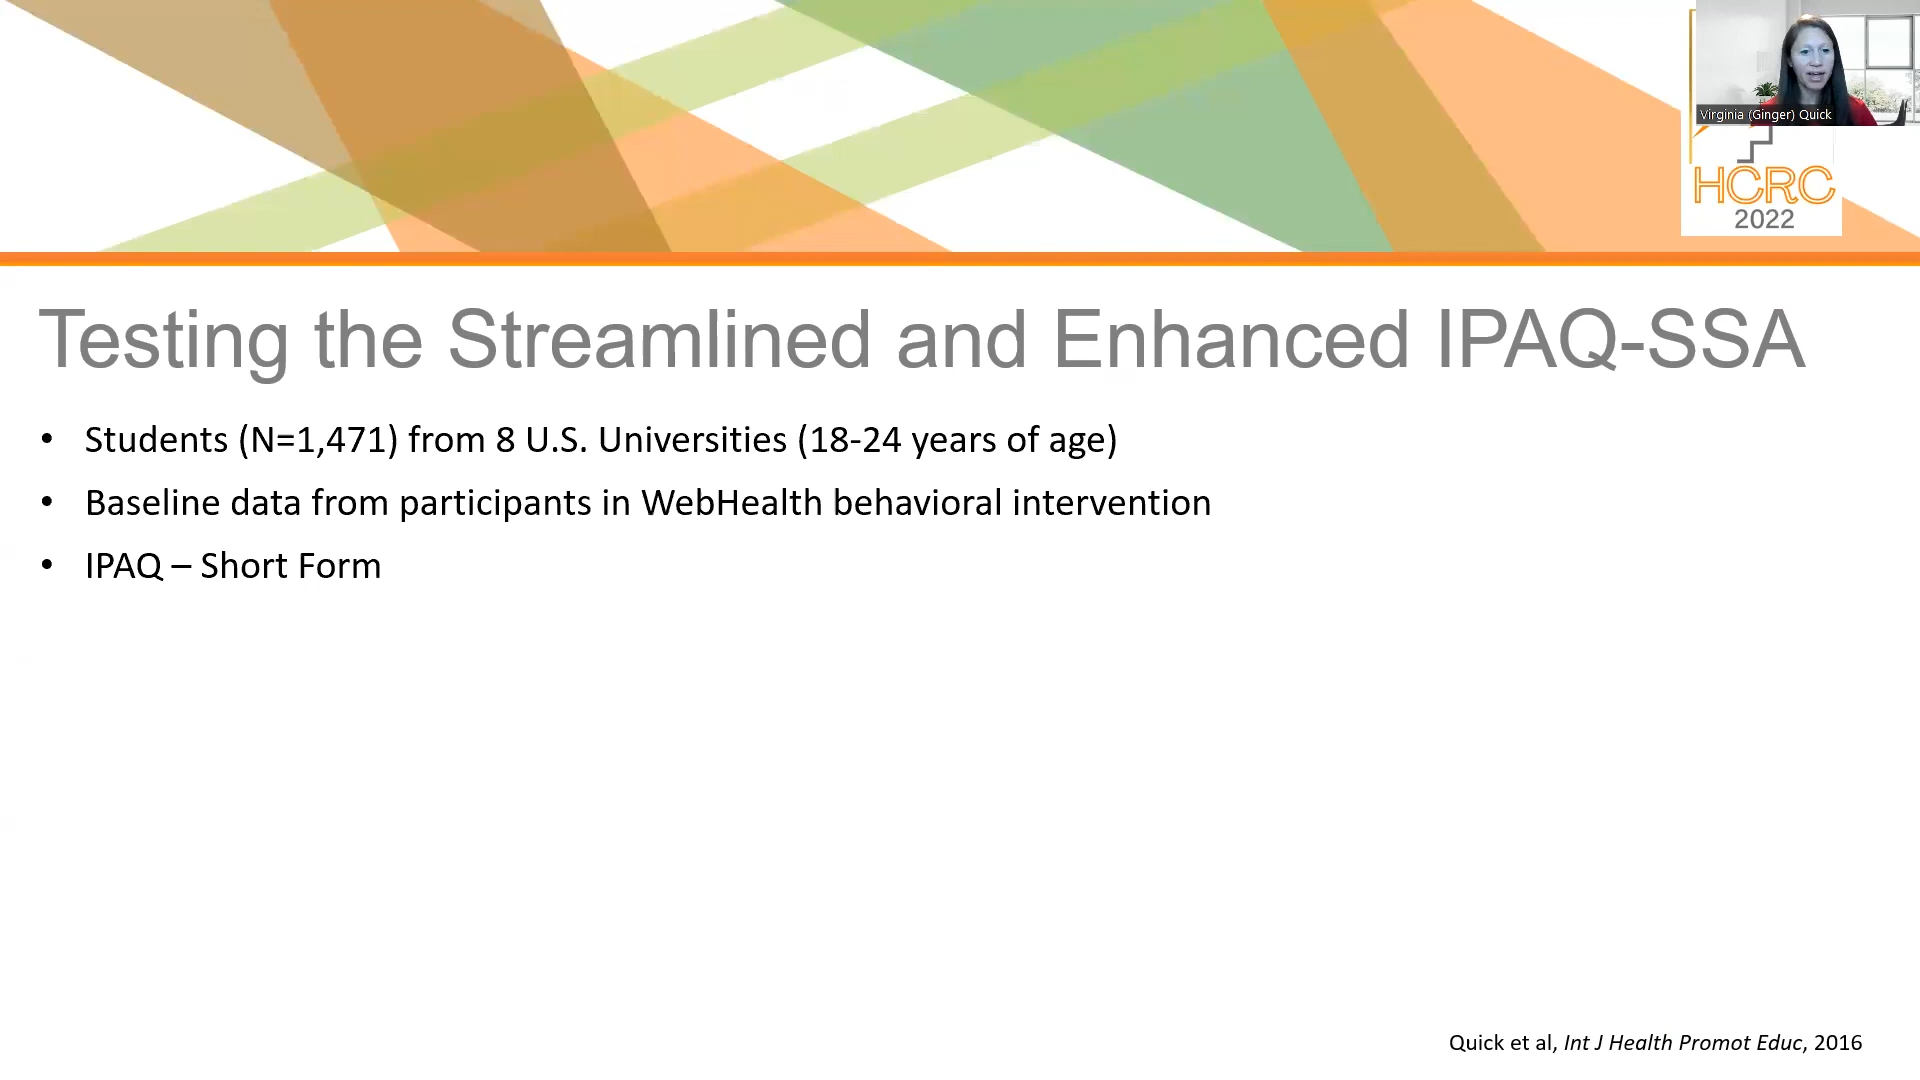 Virginia (Ginger) Quick
HCRC
2022
Testing the Streamlined and Enhanced IPAQ-SSA
• Students (N=1,471) from 8 U.S. Universities (18-24 years of age)
• Baseline data from participants in WebHealth behavioral intervention
• IPAQ – Short Form
Quick et al, Int J Health Promot Educ, 2016